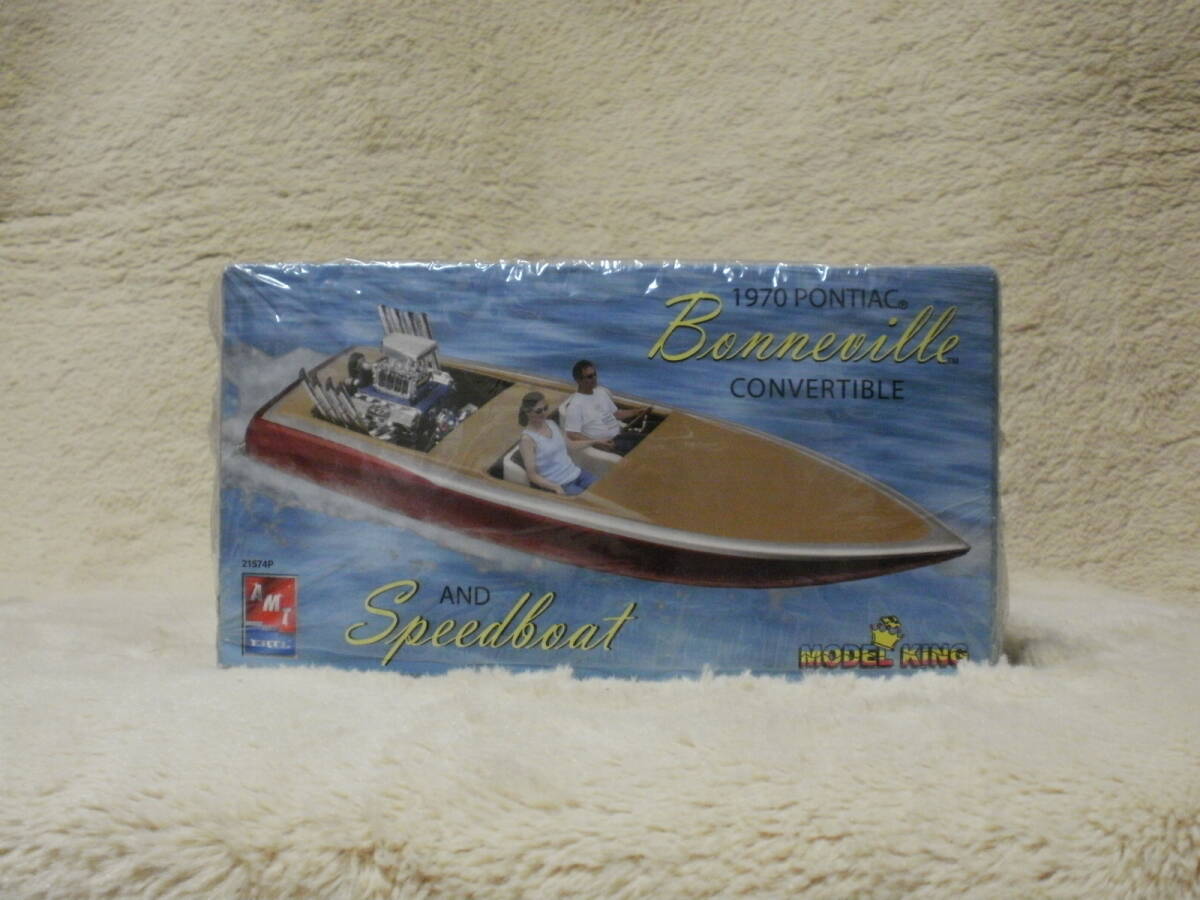 1970 PONTIAC®
Bonneville™
CONVERTIBLE
21574P
AMT
AND
Speedboat
MODEL KING